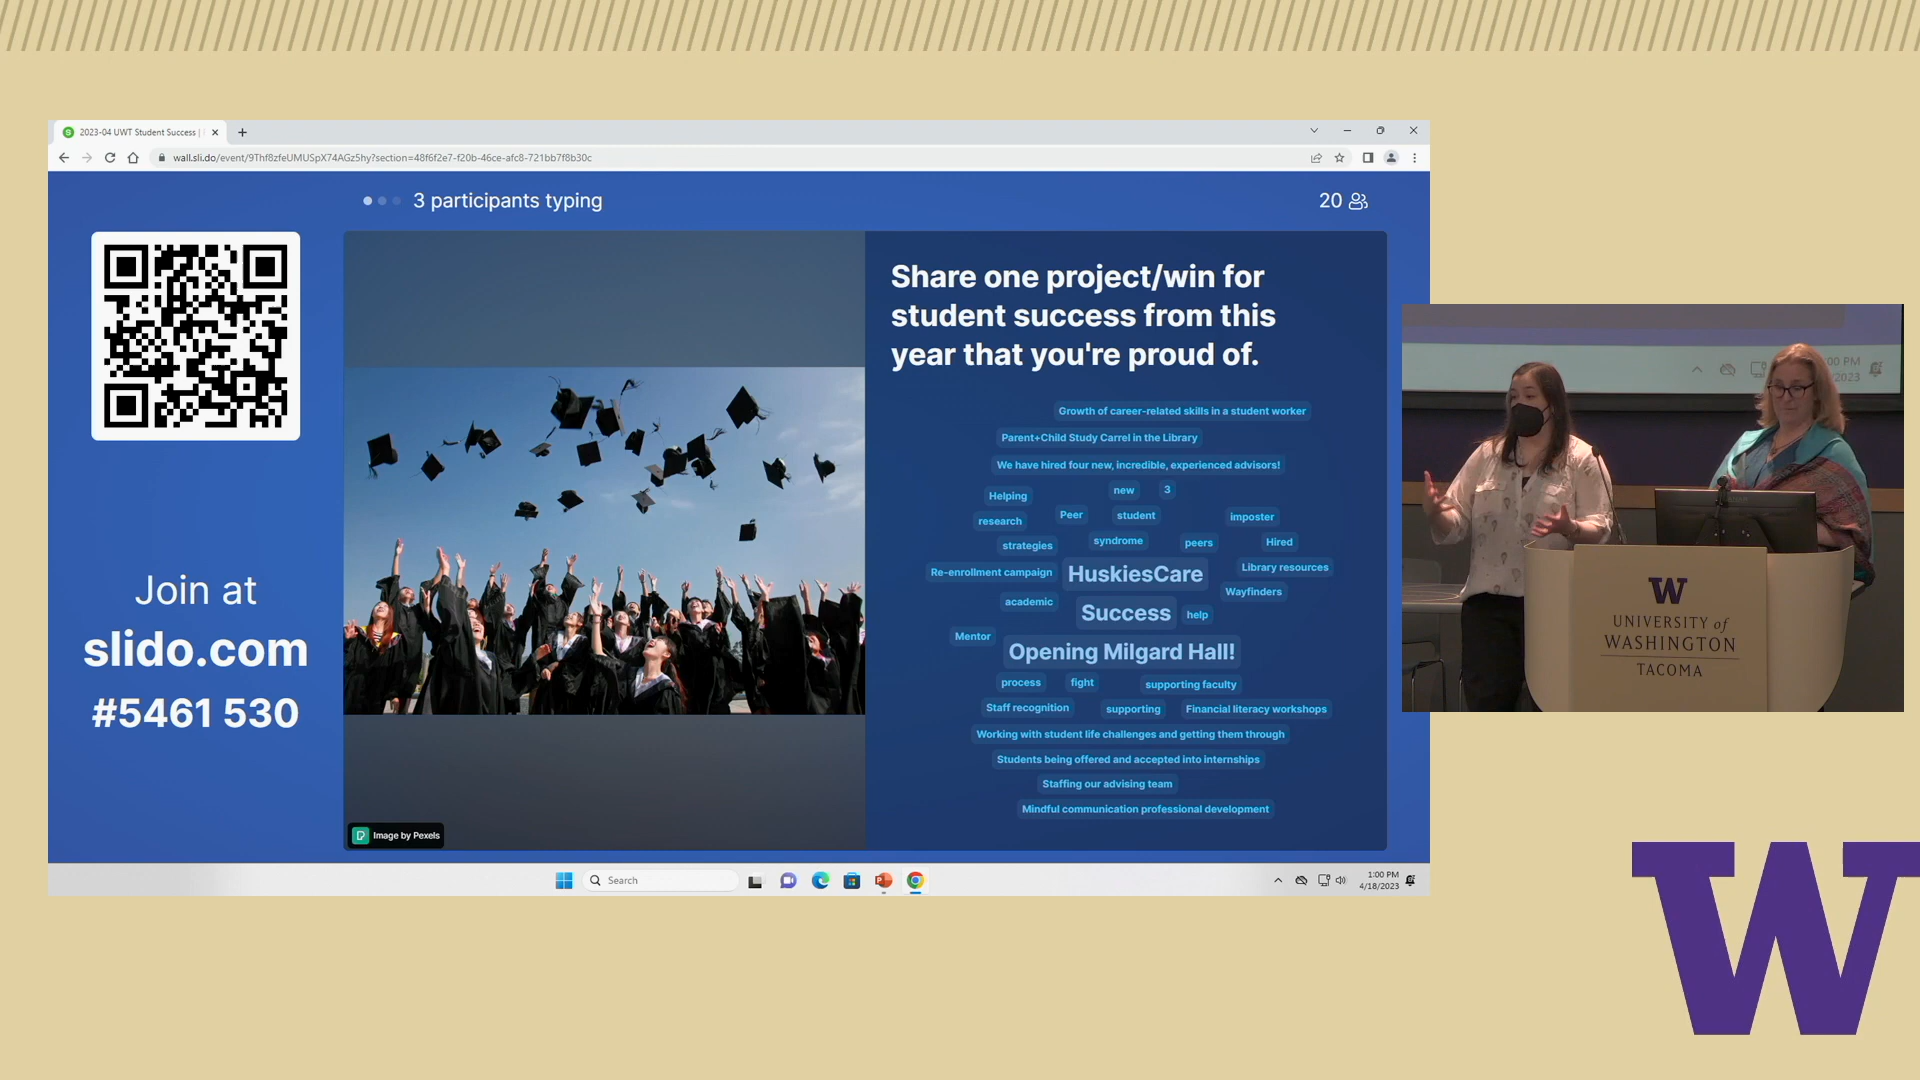 2023-04 UWT Student Success |
wall.sli.do/event/9Thf8zfeUMUSpX74AGz5hy?section=48f6f2e7-f20b-46ce-afc8-721bb7f8b30c
3 participants typing
20
Join at
slido.com
#5461 530
Share one project/win for
student success from this
year that you're proud of.
Growth of career-related skills in a student worker
Parent+Child Study Carrel in the Library
We have hired four new, incredible, experienced advisors!
Helping
new
3
research
Peer
student
imposter
strategies
syndrome
peers
Hired
Re-enrollment campaign
HuskiesCare
Library resources
academic
Wayfinders
Success
help
Mentor
Opening Milgard Hall!
process
fight
supporting faculty
Staff recognition
supporting
Financial literacy workshops
Working with student life challenges and getting them through
Students being offered and accepted into internships
Staffing our advising team
Mindful communication professional development
Image by Pexels
Search
1:00 PM
4/18/2023
:00 PM
2023
W
UNIVERSITY of
WASHINGTON
TACOMA
W